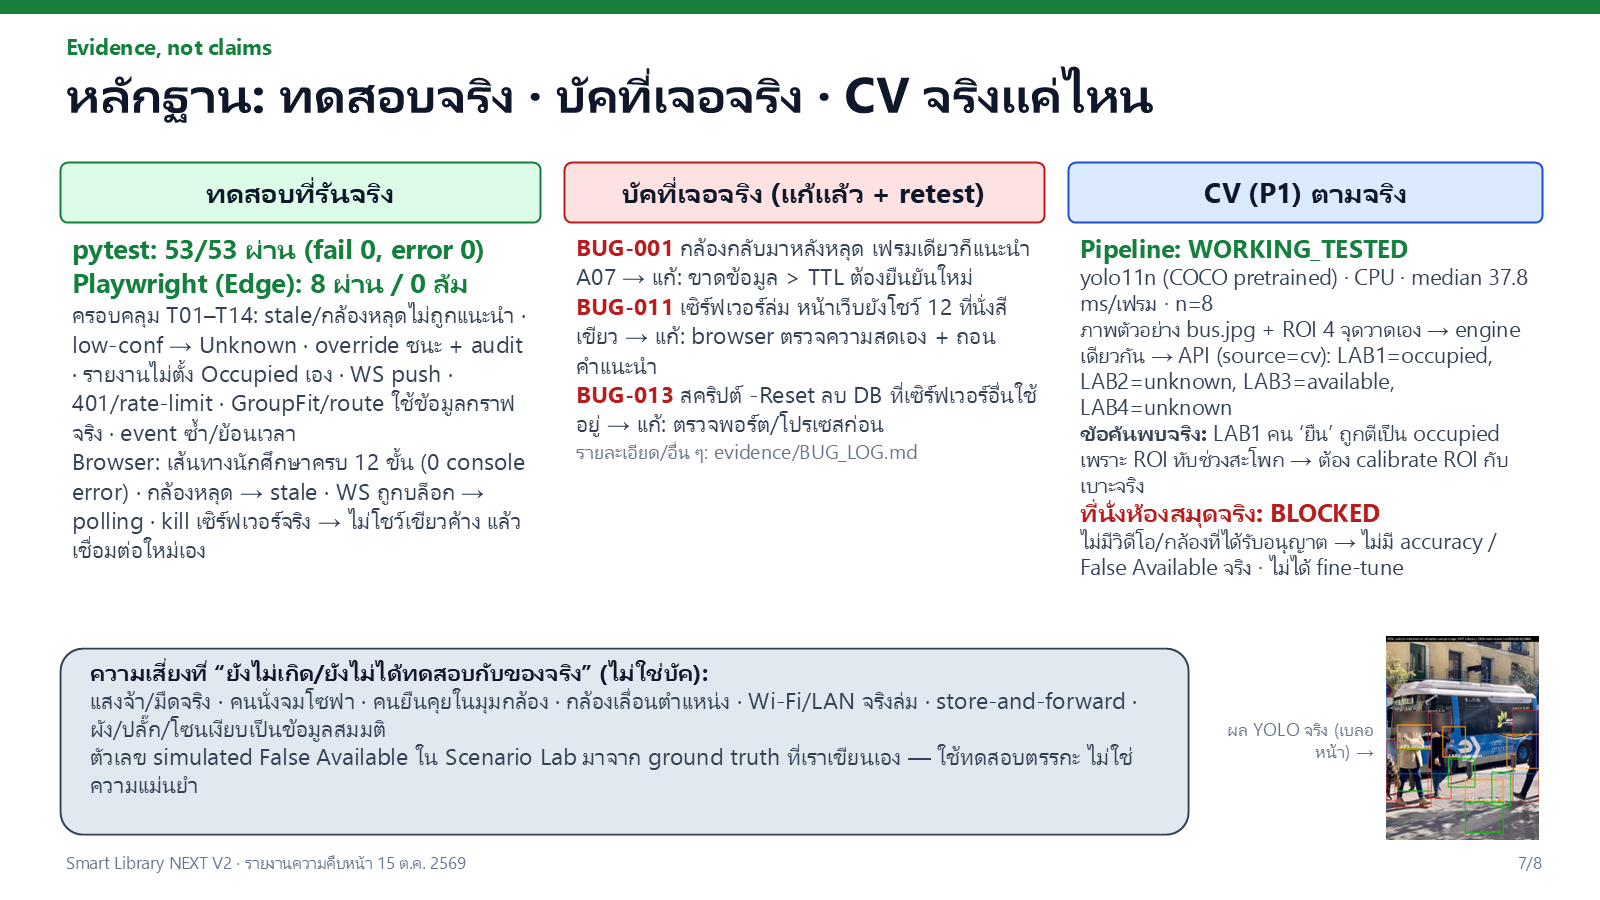 Evidence, not claims
หลักฐาน: ทดสอบจริง · บัคที่เจอจริง · CV จริงแค่ไหน
ทดสอบที่รันจริง
pytest: 53/53 ผ่าน (fail 0, error 0)
Playwright (Edge): 8 ผ่าน / 0 ล้ม
ครอบคลุม T01–T14: stale/กล้องหลุดไม่ถูกแนะนำ ·
low-conf → Unknown · override ชนะ + audit
· รายงานไม่ตั้ง Occupied เอง · WS push ·
401/rate-limit · GroupFit/route ใช้ข้อมูลกราฟ
จริง · event ซ้ำ/ย้อนเวลา
Browser: เส้นทางนักศึกษาครบ 12 ขั้น (0 console
error) · กล้องหลุด → stale · WS ถูกบล็อก →
polling · kill เซิร์ฟเวอร์จริง → ไม่โชว์เขียวค้าง แล้ว
เชื่อมต่อใหม่เอง
บัคที่เจอจริง (แก้แล้ว + retest)
BUG-001 กล้องกลับมาหลังหลุด เฟรมเดียวก็แนะนำ
A07 → แก้: ขาดข้อมูล > TTL ต้องยืนยันใหม่
BUG-011 เซิร์ฟเวอร์ล่ม หน้าเว็บยังโชว์ 12 ที่นั่งสี
เขียว → แก้: browser ตรวจความสดเอง + ถอน
คำแนะนำ
BUG-013 สคริปต์ -Reset ลบ DB ที่เซิร์ฟเวอร์อื่นใช้
อยู่ → แก้: ตรวจพอร์ต/โปรเซสก่อน
รายละเอียด/อื่น ๆ: evidence/BUG_LOG.md
CV (P1) ตามจริง
Pipeline: WORKING_TESTED
yolo11n (COCO pretrained) · CPU · median 37.8
ms/เฟรม · n=8
ภาพตัวอย่าง bus.jpg + ROI 4 จุดวาดเอง → engine
เดียวกัน → API (source=cv): LAB1=occupied,
LAB2=unknown, LAB3=available,
LAB4=unknown
ข้อค้นพบจริง: LAB1 คน ‘ยืน’ ถูกตีเป็น occupied
เพราะ ROI ทับช่วงสะโพก → ต้อง calibrate ROI กับ
เบาะจริง
ที่นั่งห้องสมุดจริง: BLOCKED
ไม่มีวิดีโอ/กล้องที่ได้รับอนุญาต → ไม่มี accuracy /
False Available จริง · ไม่ได้ fine-tune
ความเสี่ยงที่ “ยังไม่เกิด/ยังไม่ได้ทดสอบกับของจริง” (ไม่ใช่บัค):
แสงจ้า/มืดจริง · คนนั่งจมโซฟา · คนยืนคุยในมุมกล้อง · กล้องเลื่อนตำแหน่ง · Wi-Fi/LAN จริงล่ม · store-and-forward ·
ผัง/ปลั๊ก/โซนเงียบเป็นข้อมูลสมมติ
ตัวเลข simulated False Available ใน Scenario Lab มาจาก ground truth ที่เราเขียนเอง — ใช้ทดสอบตรรกะ ไม่ใช่
ความแม่นยำ
ผล YOLO จริง (เบลอ
หน้า) →
Smart Library NEXT V2 · รายงานความคืบหน้า 15 ต.ค. 2569
7/8